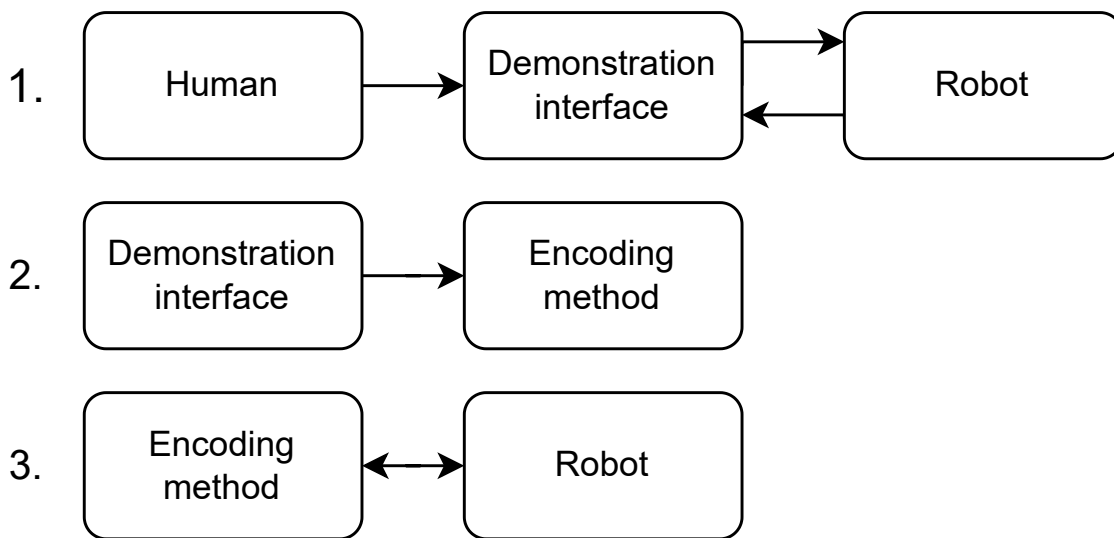 1.
Human
Demonstration
interface
Robot
2.
Demonstration
interface
Encoding
method
3.
Encoding
method
Robot